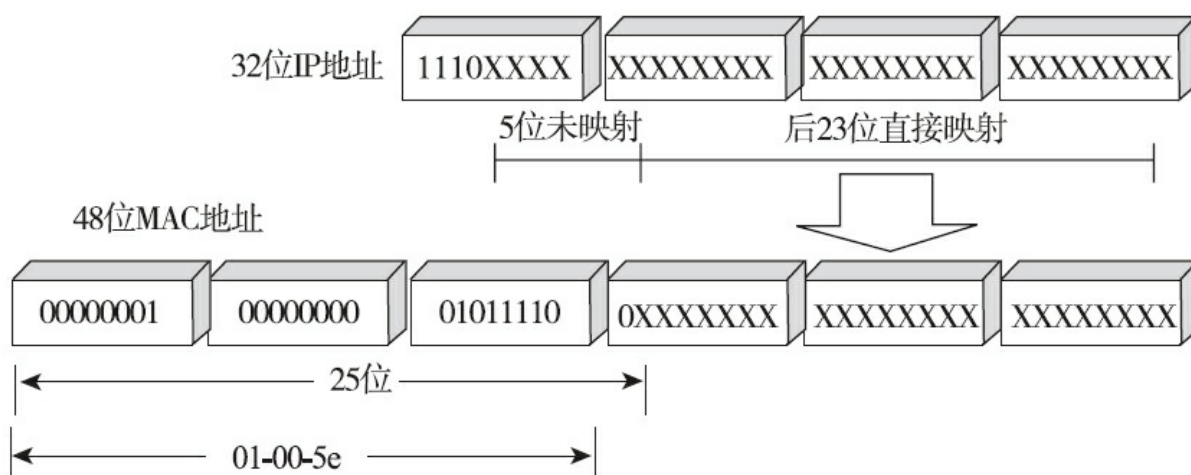 32位IP地址 1110XXXX XXXXXXXX XXXXXXXX XXXXXXXX
5位未映射 后23位直接映射
48位MAC地址
00000001 00000000 01011110 0XXXXXXX XXXXXXXX XXXXXXXX
25位
01-00-5e